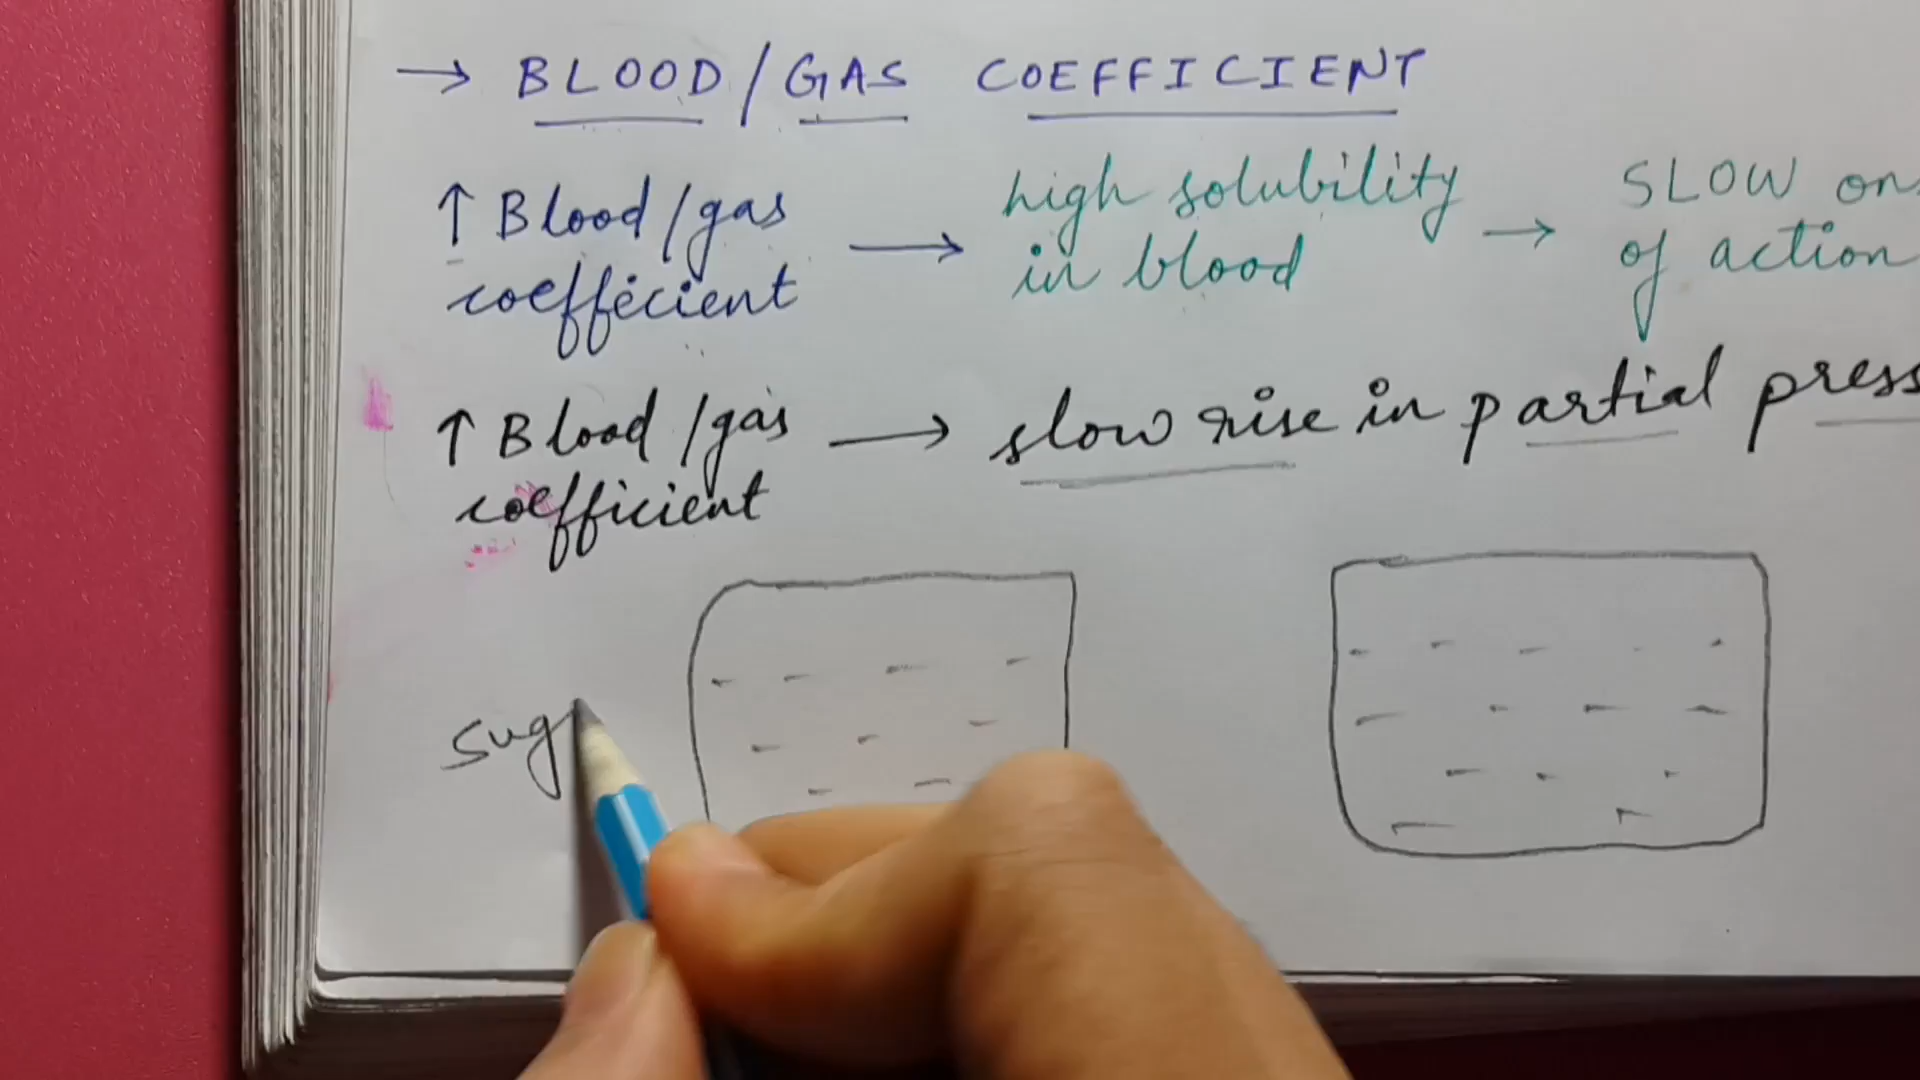 → BLOOD/GAS COEFFICIENT
↑ Blood/gas → high solubility → SLOW on
coefficient in blood of action
↑ Blood/gas → slow rise in partial press
coefficient
sug